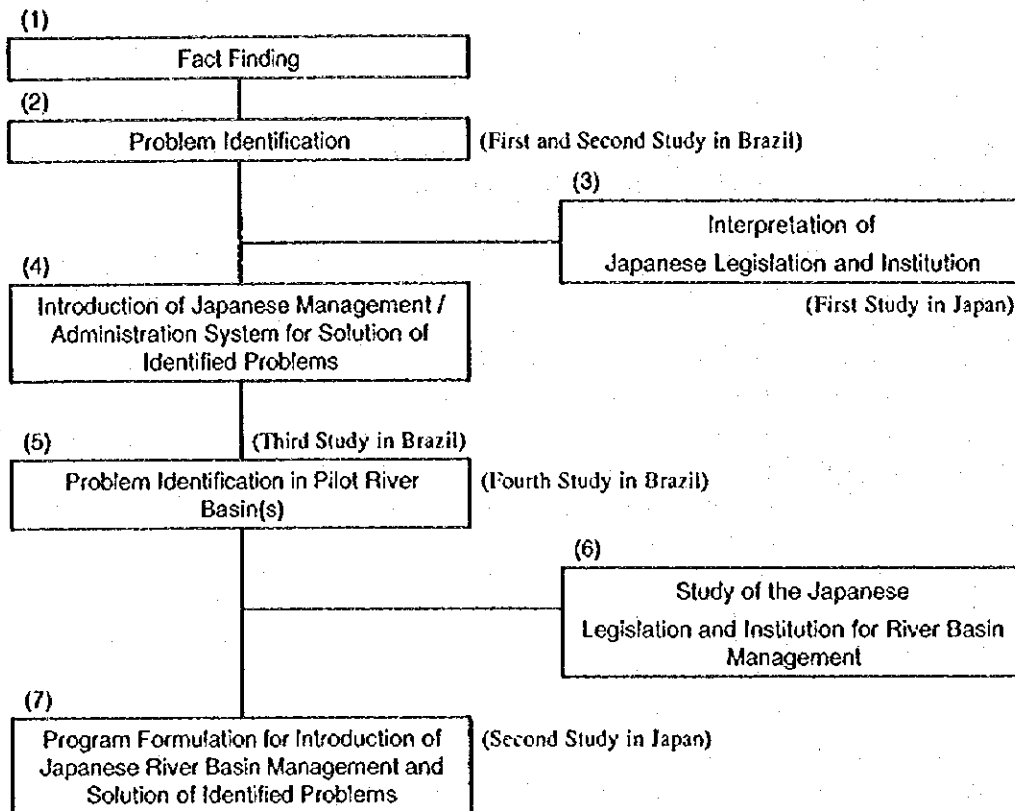 (1)
Fact Finding
(2)
Problem Identification
(First and Second Study in Brazil)
(3)
Interpretation of
Japanese Legislation and Institution
(First Study in Japan)
(4)
Introduction of Japanese Management /
Administration System for Solution of
Identified Problems
(Third Study in Brazil)
(5)
Problem Identification in Pilot River
Basin(s)
(Fourth Study in Brazil)
(6)
Study of the Japanese
Legislation and Institution for River Basin
Management
(7)
Program Formulation for Introduction of
Japanese River Basin Management and
Solution of Identified Problems
(Second Study in Japan)